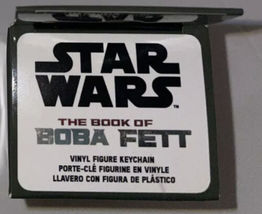 STAR
WARS
™
THE BOOK OF
BOBA FETT
VINYL FIGURE KEYCHAIN
PORTE-CLÉ FIGURINE EN VINYLE
LLAVERO CON FIGURA DE PLÁSTICO